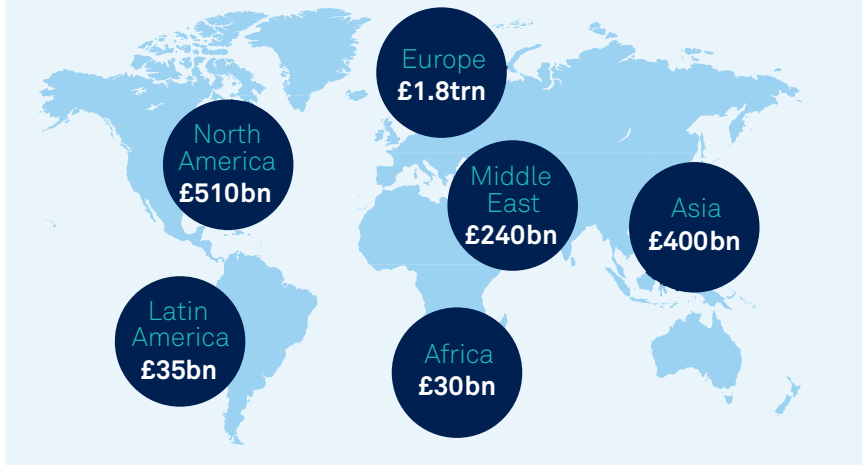 Europe
£1.8trn
North
America
£510bn
Middle
East
£240bn
Asia
£400bn
Latin
America
£35bn
Africa
£30bn